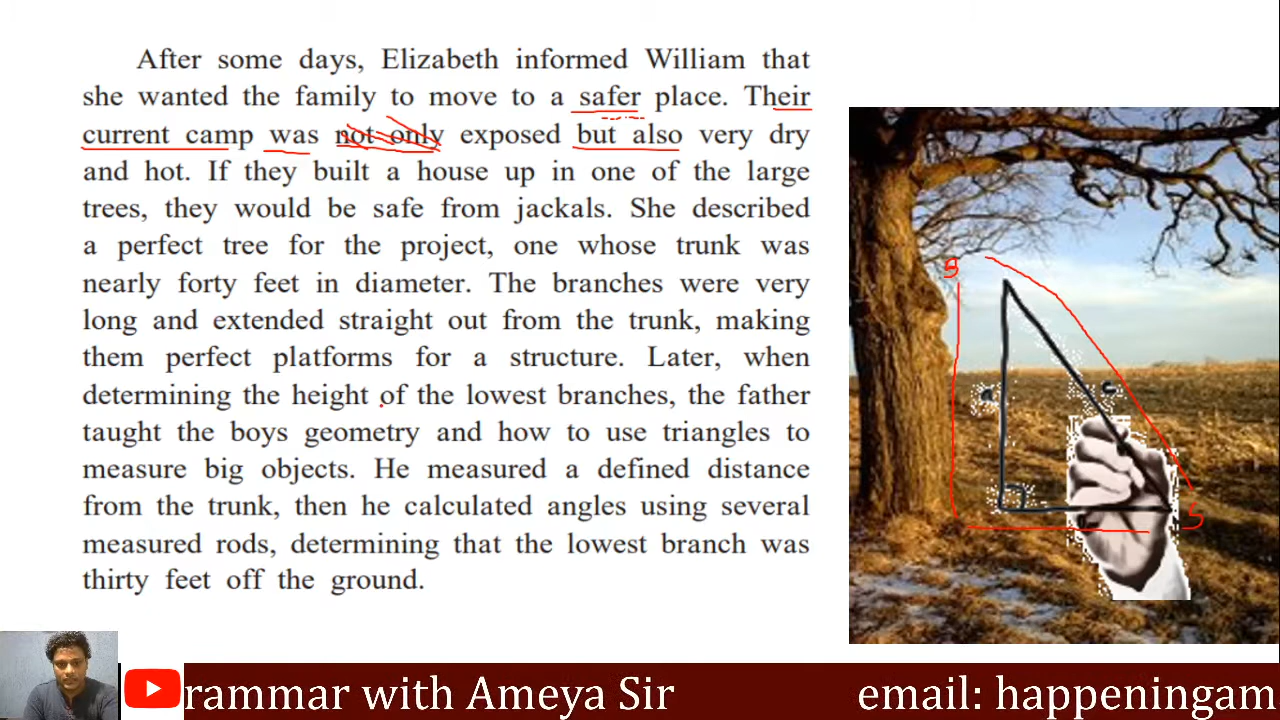 After some days, Elizabeth informed William that
she wanted the family to move to a safer place. Their
current camp was not only exposed but also very dry
and hot. If they built a house up in one of the large
trees, they would be safe from jackals. She described
a perfect tree for the project, one whose trunk was
nearly forty feet in diameter. The branches were very
long and extended straight out from the trunk, making
them perfect platforms for a structure. Later, when
determining the height of the lowest branches, the father
taught the boys geometry and how to use triangles to
measure big objects. He measured a defined distance
from the trunk, then he calculated angles using several
measured rods, determining that the lowest branch was
thirty feet off the ground.
rammar with Ameya Sir
email: happeningam